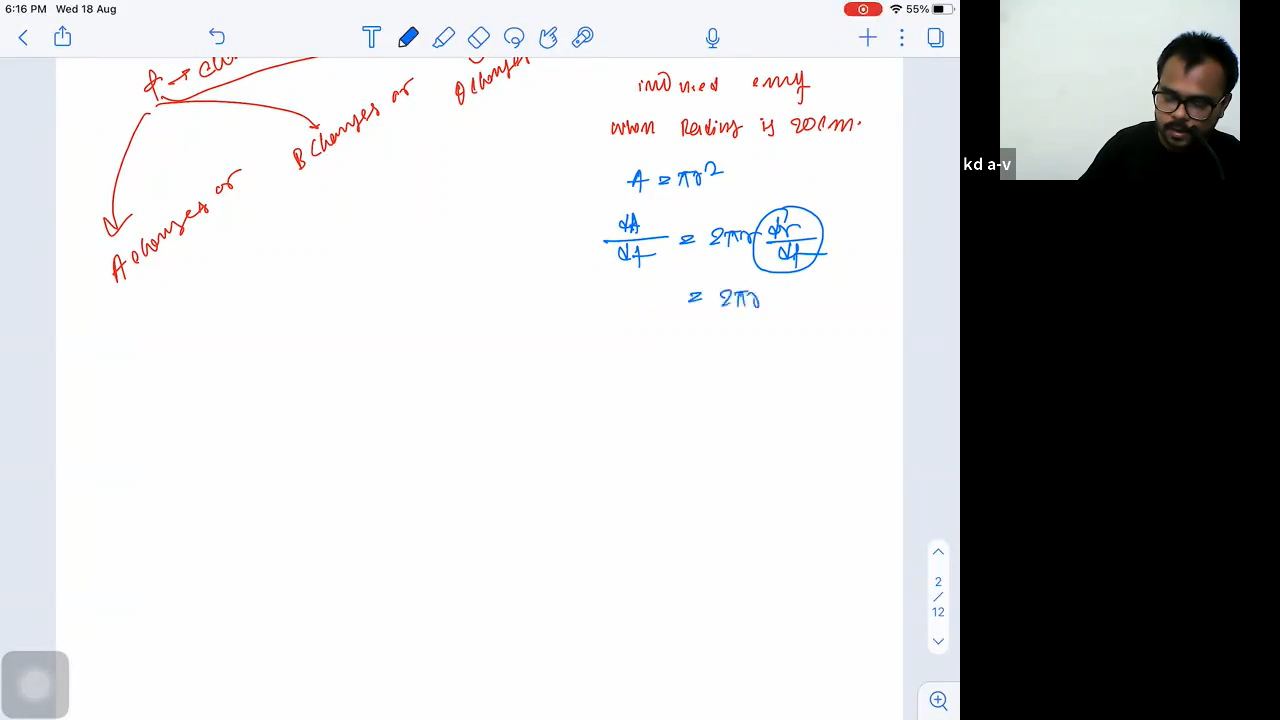 6:16 PM Wed 18 Aug
55%
T
B changes or
θ changes
A changes or
induced emf
when Radius is 20cm.
A = πr²
dA/dt = 2πr dr/dt
= 2πr
kd a-v
2
/
12